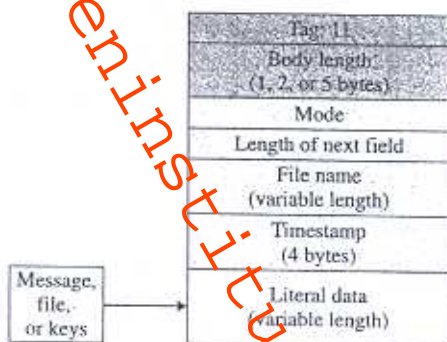 Tag: 11
Body length
(1, 2, or 5 bytes)
Mode
Length of next field
File name
(variable length)
Timestamp
(4 bytes)
Message,
file,
or keys
Literal data
(variable length)
eninstitu